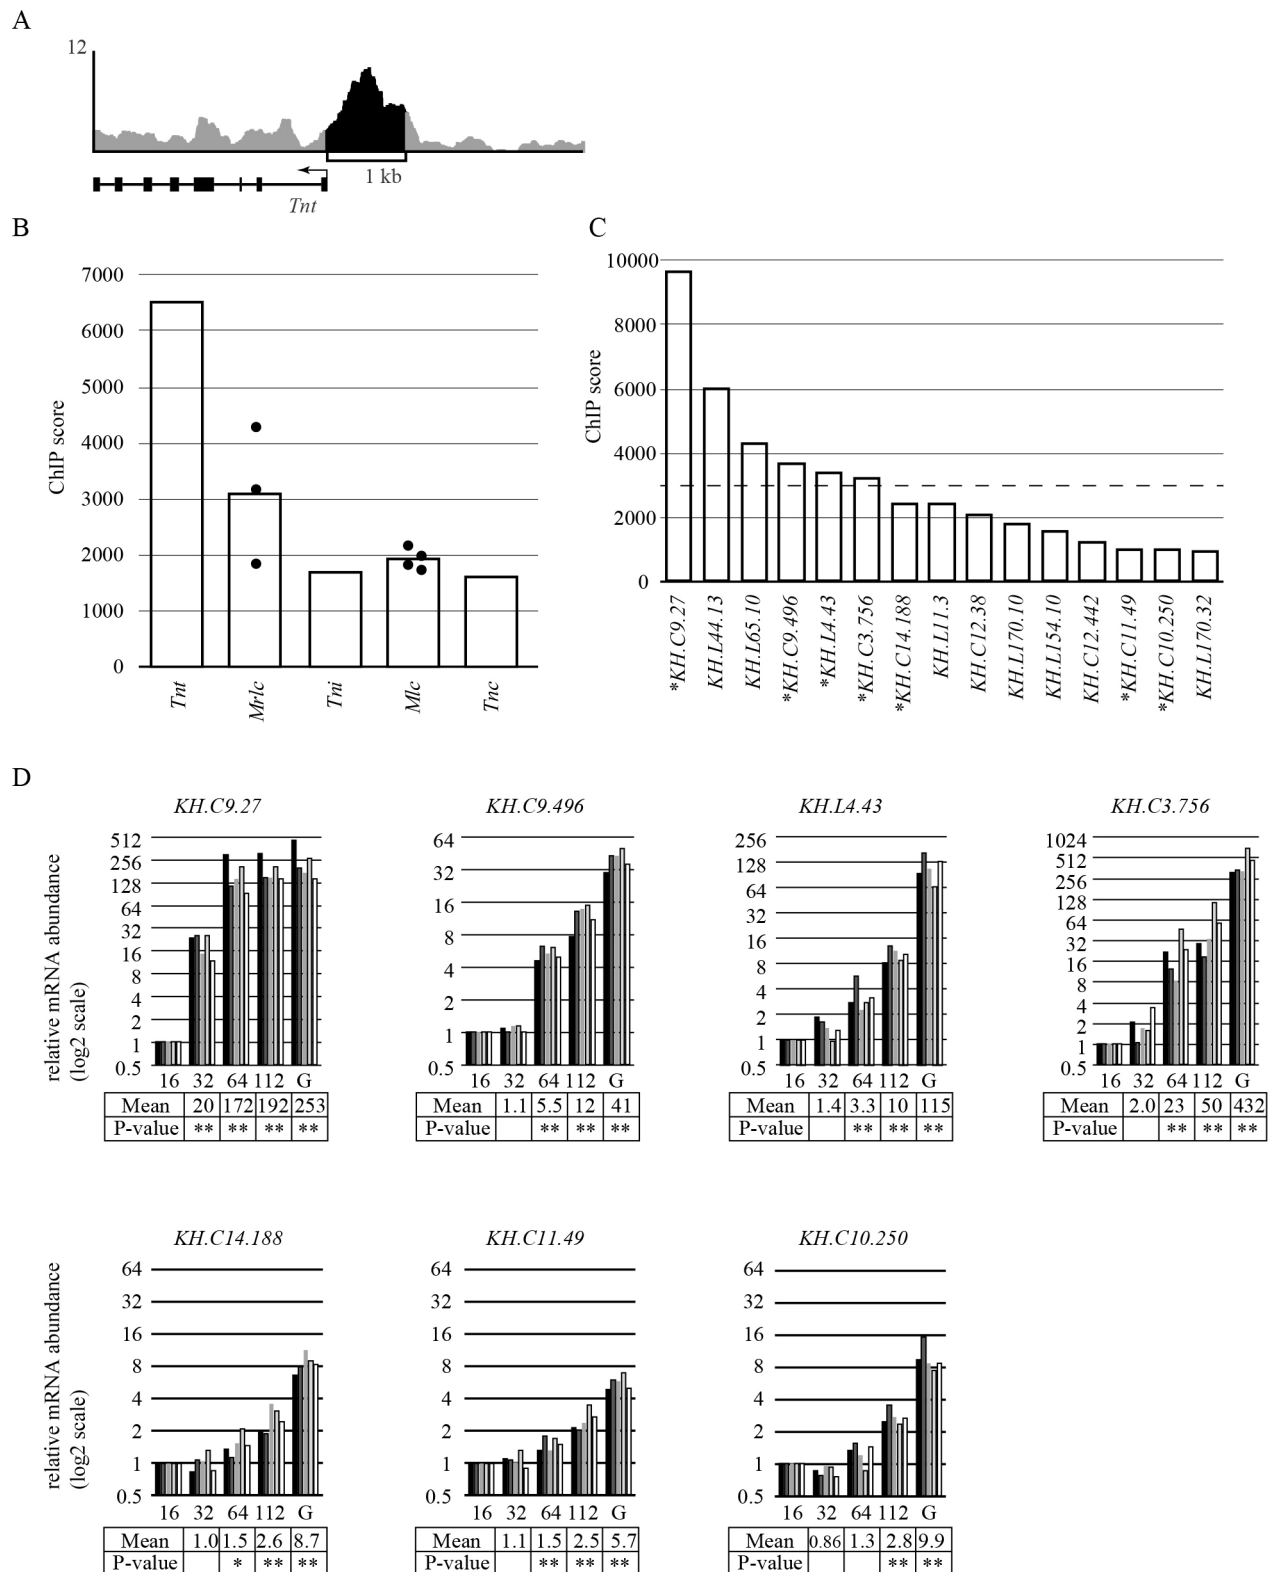 A
12
1 kb
Tnt
B
C
7000
6000
5000
4000
3000
2000
1000
0
ChIP score
Tnt
Mrlc
Tni
Mlc
Tnc
10000
8000
6000
4000
2000
0
ChIP score
*KH.C9.27
KH.L44.13
KH.L65.10
*KH.C9.496
*KH.L4.43
*KH.C3.756
*KH.C14.188
KH.L11.3
KH.C12.38
KH.L170.10
KH.L154.10
KH.C12.442
*KH.C11.49
*KH.C10.250
KH.L170.32
D
relative mRNA abundance
(log2 scale)
KH.C9.27
512
256
128
64
32
16
8
4
2
1
0.5
16 32 64 112 G
Mean 20 172 192 253
P-value ** ** ** **
KH.C9.496
64
32
16
8
4
2
1
0.5
16 32 64 112 G
Mean 1.1 5.5 12 41
P-value ** ** **
KH.L4.43
256
128
64
32
16
8
4
2
1
0.5
16 32 64 112 G
Mean 1.4 3.3 10 115
P-value ** ** **
KH.C3.756
1024
512
256
128
64
32
16
8
4
2
1
0.5
16 32 64 112 G
Mean 2.0 23 50 432
P-value ** ** **
relative mRNA abundance
(log2 scale)
KH.C14.188
64
32
16
8
4
2
1
0.5
16 32 64 112 G
Mean 1.0 1.5 2.6 8.7
P-value * ** **
KH.C11.49
64
32
16
8
4
2
1
0.5
16 32 64 112 G
Mean 1.1 1.5 2.5 5.7
P-value ** ** **
KH.C10.250
64
32
16
8
4
2
1
0.5
16 32 64 112 G
Mean 0.86 1.3 2.8 9.9
P-value ** **